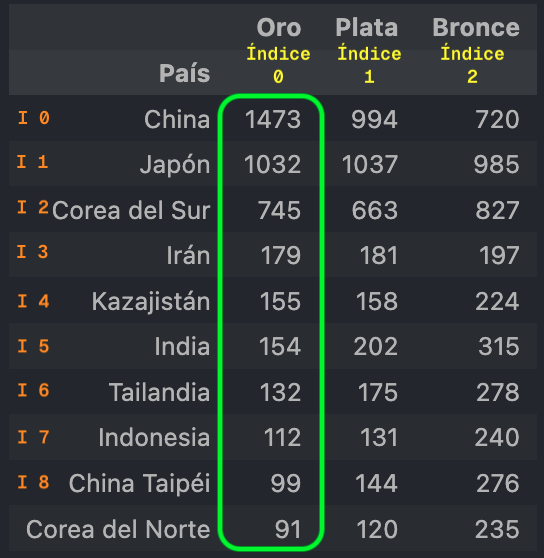 Oro Plata Bronce
Índice Índice Índice
0 1 2
País
I 0 China 1473 994 720
I 1 Japón 1032 1037 985
I 2 Corea del Sur 745 663 827
I 3 Irán 179 181 197
I 4 Kazajistán 155 158 224
I 5 India 154 202 315
I 6 Tailandia 132 175 278
I 7 Indonesia 112 131 240
I 8 China Taipéi 99 144 276
Corea del Norte 91 120 235